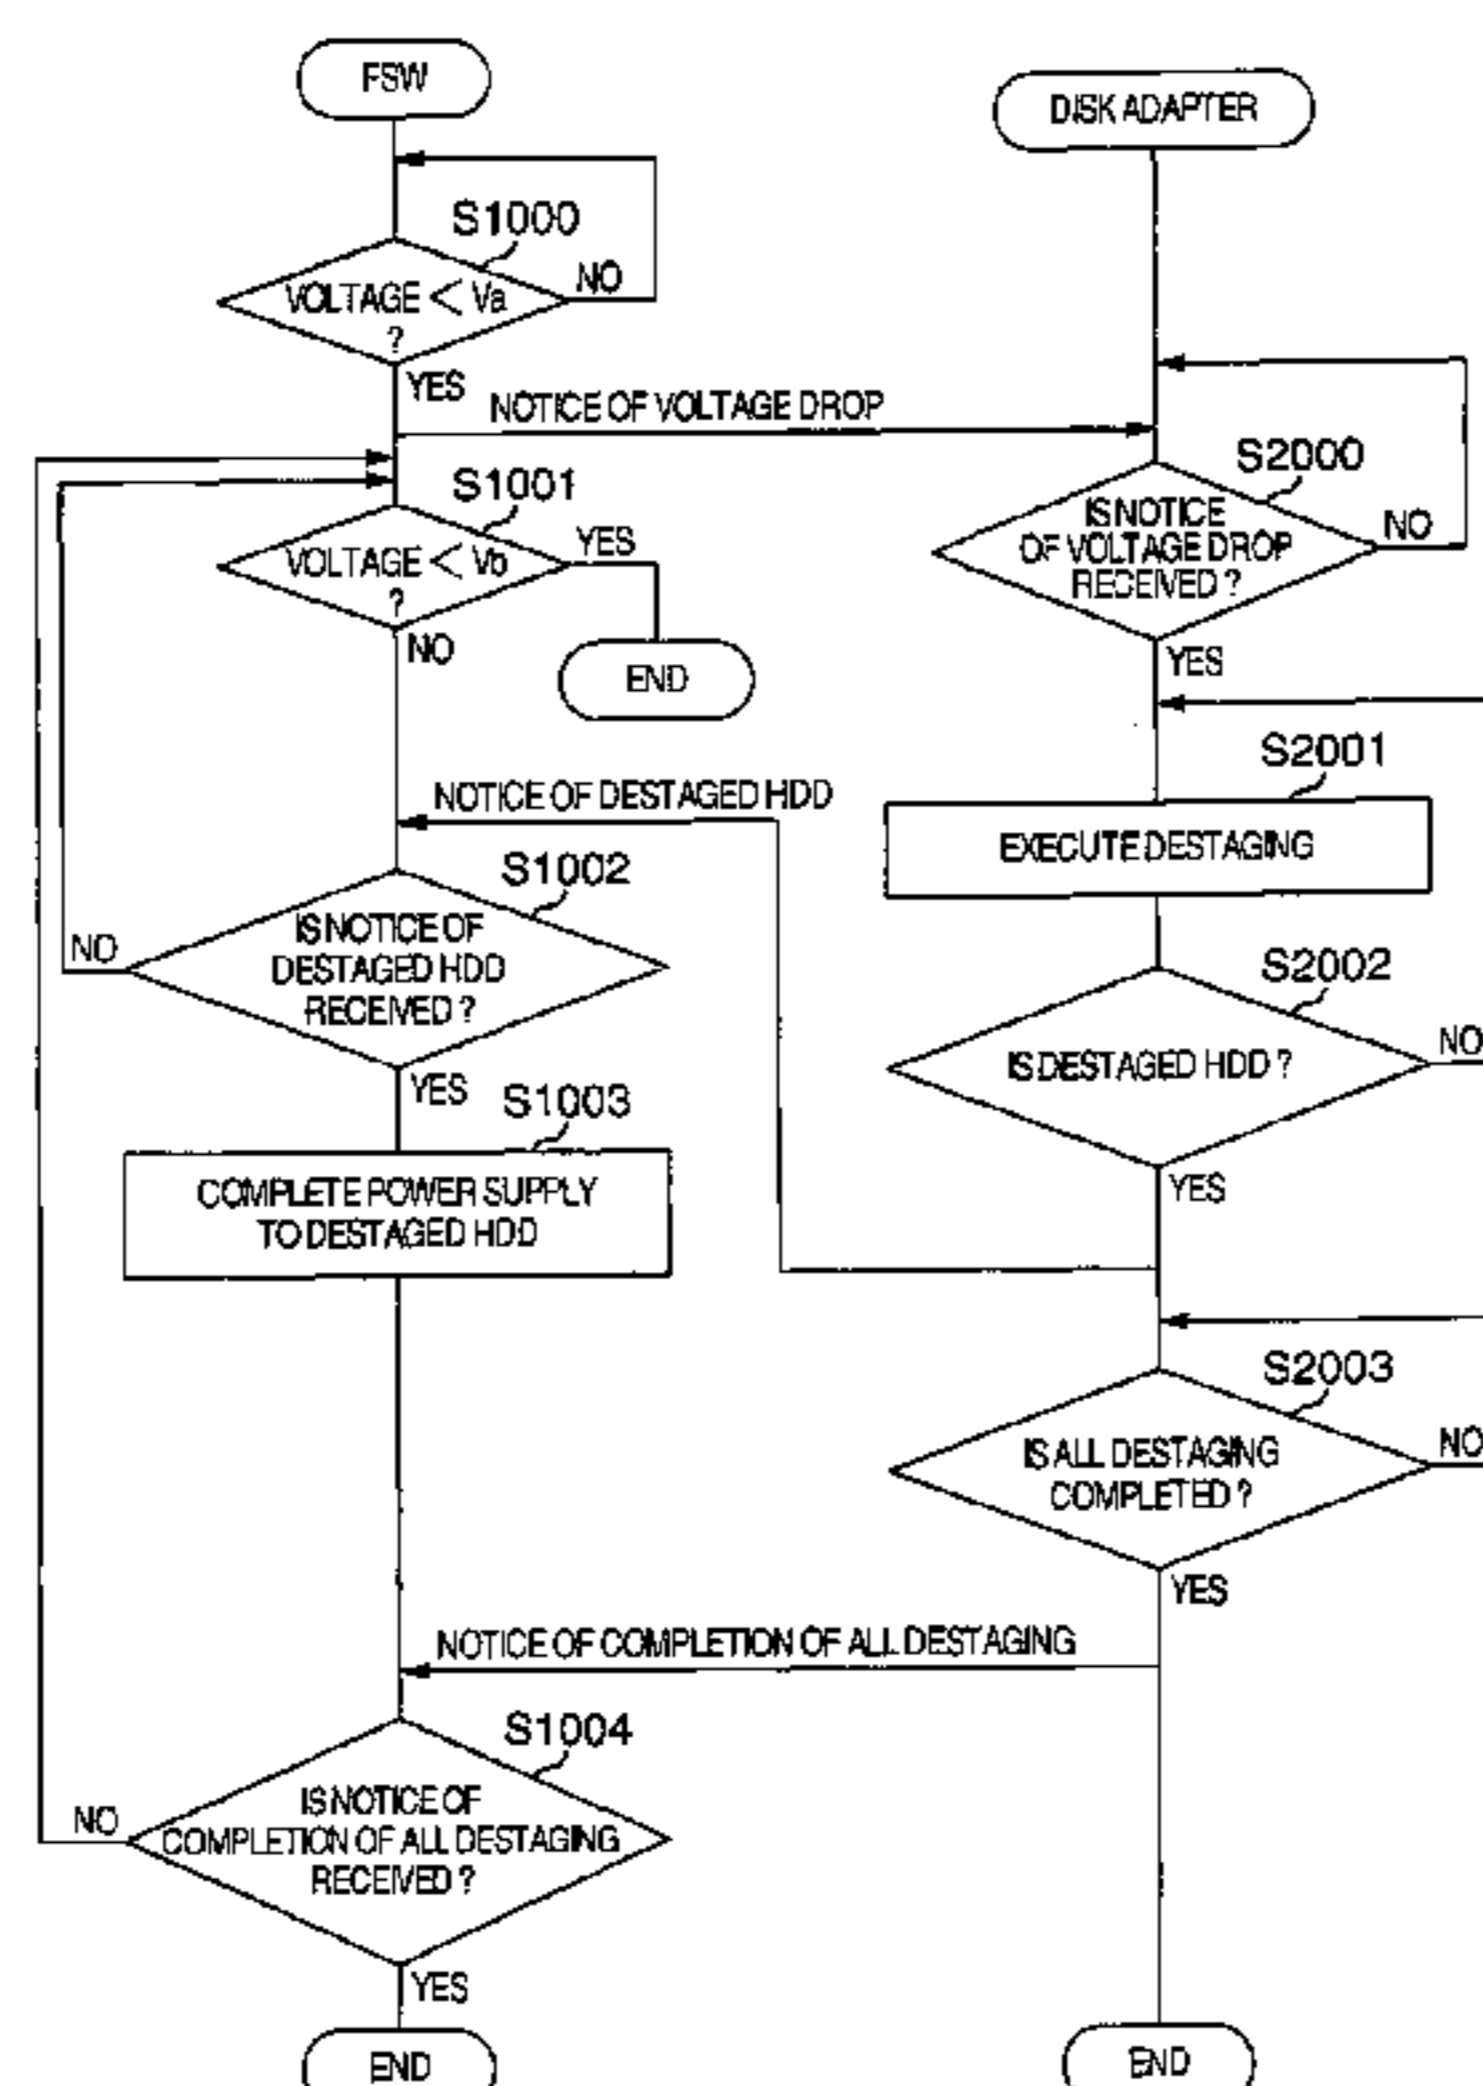 FSW
S1000
VOLTAGE < Va
?
NO
YES
NOTICE OF VOLTAGE DROP
S1001
VOLTAGE < Vb
?
YES
NO
END
NOTICE OF DESTAGED HDD
S1002
IS NOTICE OF
DESTAGED HDD
RECEIVED ?
NO
YES
S1003
COMPLETE POWER SUPPLY
TO DESTAGED HDD
NOTICE OF COMPLETION OF ALL DESTAGING
S1004
IS NOTICE OF
COMPLETION OF ALL DESTAGING
RECEIVED ?
NO
YES
END
DISK ADAPTER
S2000
IS NOTICE
OF VOLTAGE DROP
RECEIVED ?
NO
YES
S2001
EXECUTE DESTAGING
S2002
IS DESTAGED HDD ?
NO
YES
S2003
IS ALL DESTAGING
COMPLETED ?
NO
YES
END